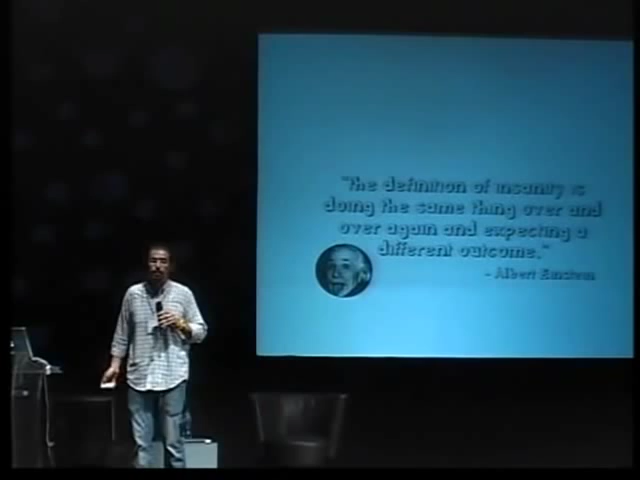 "The definition of insanity is
doing the same thing over and
over again and expecting a
different outcome."
- Albert Einstein